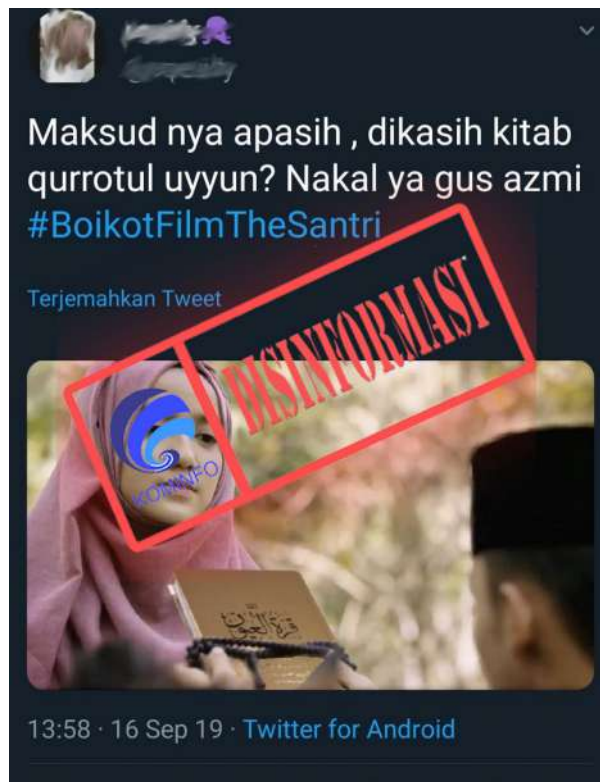 Maksud nya apasih , dikasih kitab
qurrotul uyyun? Nakal ya gus azmi
#BoikotFilmTheSantri
Terjemahkan Tweet
DISINFORMASI
KOMINFO
قرة العيون
13:58 · 16 Sep 19 · Twitter for Android